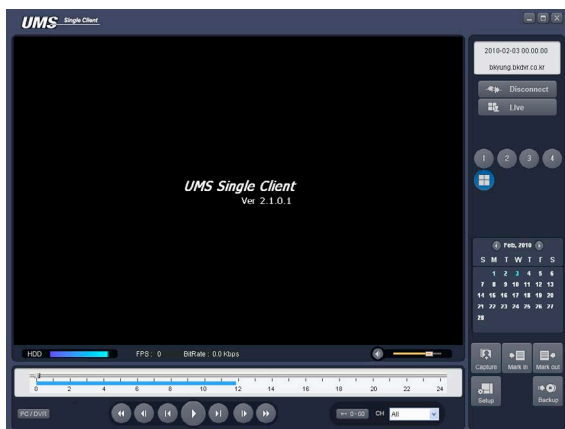 UMS Single Client
2010-02-03 00.00.00
bkyung.bkdvr.co.kr
Disconnect
Live
1 2 3 4
UMS Single Client
Ver 2.1.0.1
Feb, 2010
S M T W T F S
1 2 3 4 5 6
7 8 9 10 11 12 13
14 15 16 17 18 19 20
21 22 23 24 25 26 27
28
HDD FPS : 0 BitRate : 0.0 Kbps
Capture Mark in Mark out
3
0 2 4 6 8 10 12 14 16 18 20 22 24
Setup Backup
PC / DVR 0~60 CH All